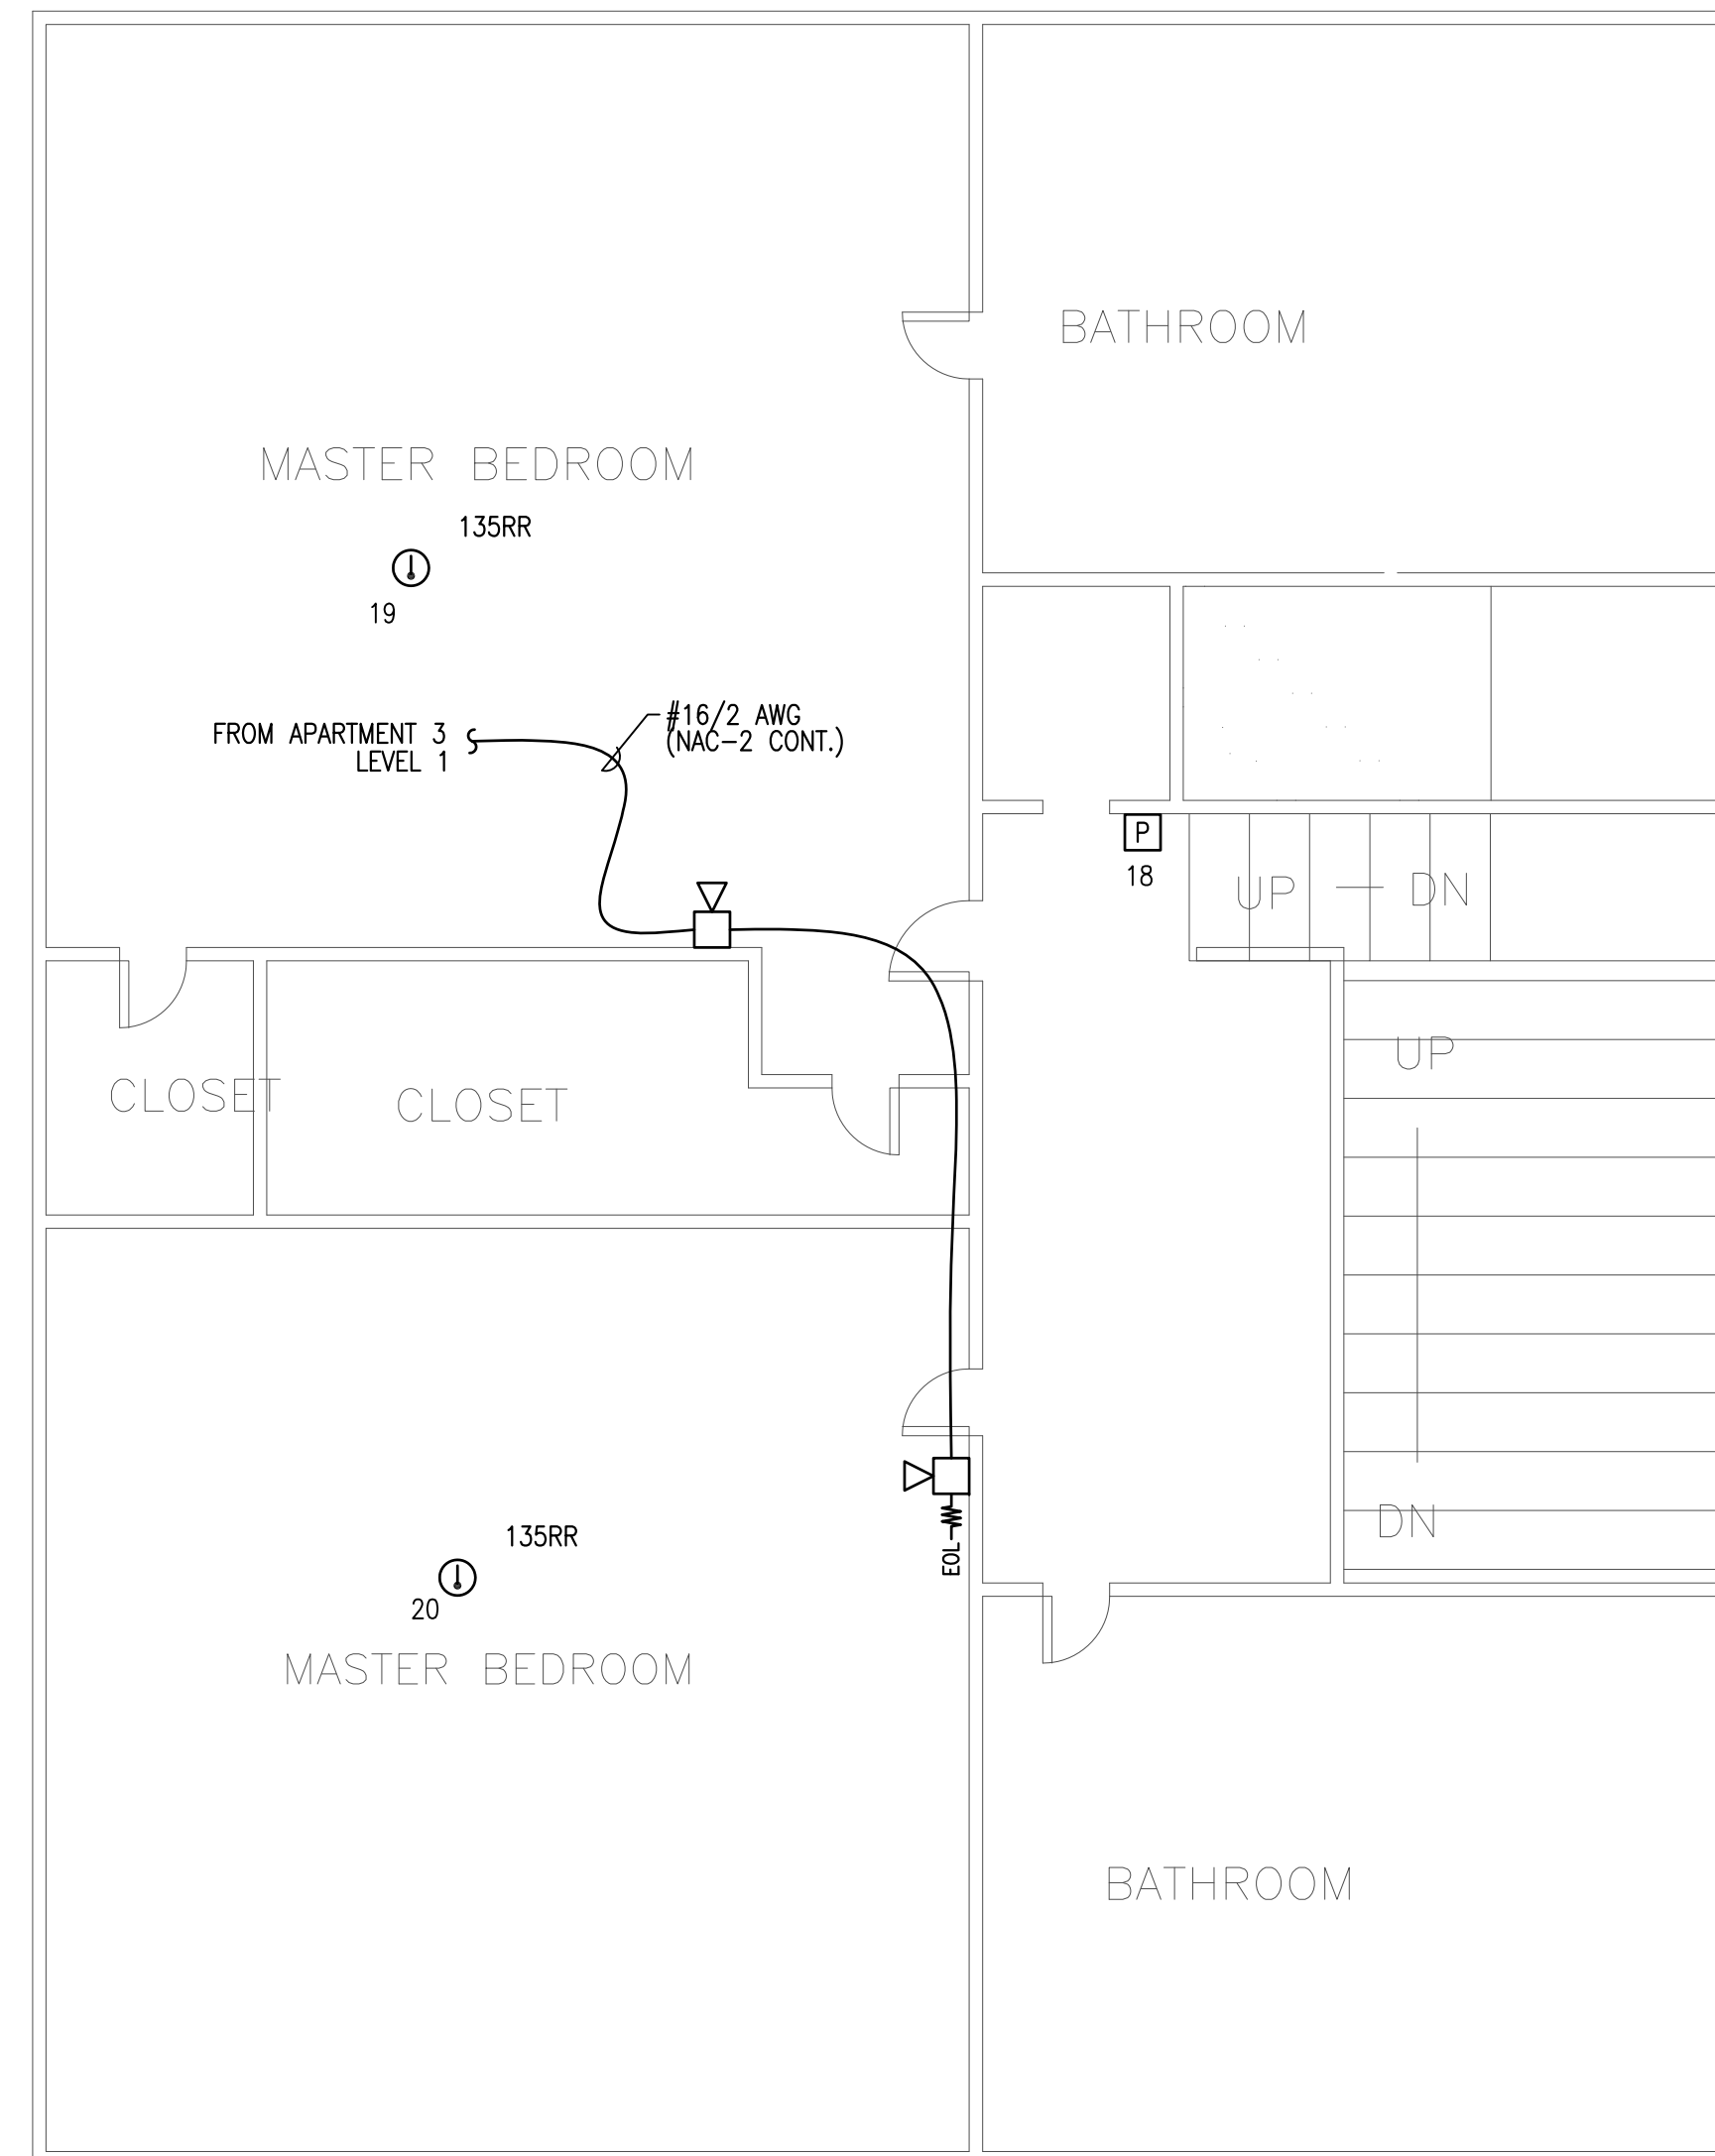 BATHROOM
MASTER BEDROOM
135RR
19
FROM APARTMENT 3
LEVEL 1
#16/2 AWG
(NAC-2 CONT.)
P
18
UP
DN
UP
CLOSET
CLOSET
DN
EOL
135RR
20
MASTER BEDROOM
BATHROOM